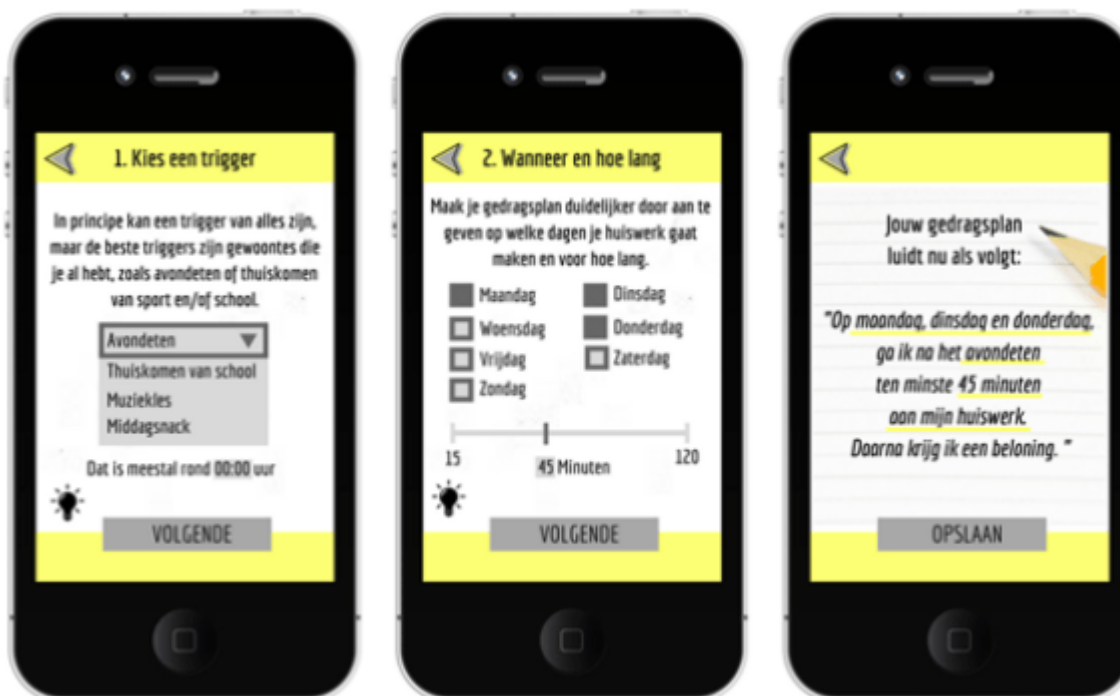 1. Kies een trigger
In principe kan een trigger van alles zijn,
maar de beste triggers zijn gewoontes die
je al hebt, zoals avondeten of thuiskomen
van sport en/of school.
Avondeten
Thuiskomen van school
Muziekles
Middagsnack
Dat is meestal rond 00:00 uur
VOLGENDE
2. Wanneer en hoe lang
Maak je gedragsplan duidelijker door aan te
geven op welke dagen je huiswerk gaat
maken en voor hoe lang.
Maandag Dinsdag
Woensdag Donderdag
Vrijdag Zaterdag
Zondag
15 120
45 Minuten
VOLGENDE
Jouw gedragsplan
luidt nu als volgt:
"Op maandag, dinsdag en donderdag,
ga ik na het avondeten
ten minste 45 minuten
aan mijn huiswerk.
Daarna krijg ik een beloning. "
OPSLAAN